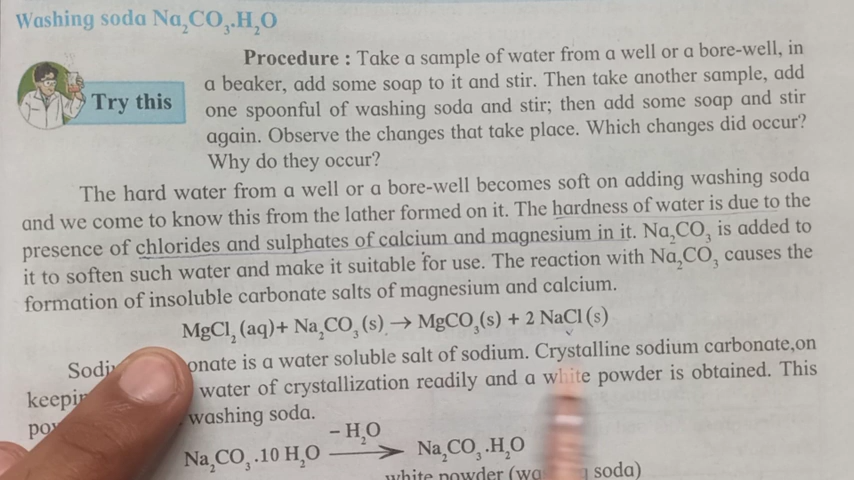 Washing soda Na₂CO₃.H₂O
Procedure : Take a sample of water from a well or a bore-well, in
a beaker, add some soap to it and stir. Then take another sample, add
Try this
one spoonful of washing soda and stir; then add some soap and stir
again. Observe the changes that take place. Which changes did occur?
Why do they occur?
The hard water from a well or a bore-well becomes soft on adding washing soda
and we come to know this from the lather formed on it. The hardness of water is due to the
presence of chlorides and sulphates of calcium and magnesium in it. Na₂CO₃ is added to
it to soften such water and make it suitable for use. The reaction with Na₂CO₃ causes the
formation of insoluble carbonate salts of magnesium and calcium.
MgCl₂ (aq)+ Na₂CO₃ (s) → MgCO₃(s) + 2 NaCl (s)
onate is a water soluble salt of sodium. Crystalline sodium carbonate,on
water of crystallization readily and a white powder is obtained. This
washing soda.
Na₂CO₃.10 H₂O – H₂O → Na₂CO₃.H₂O
white powder ( soda)